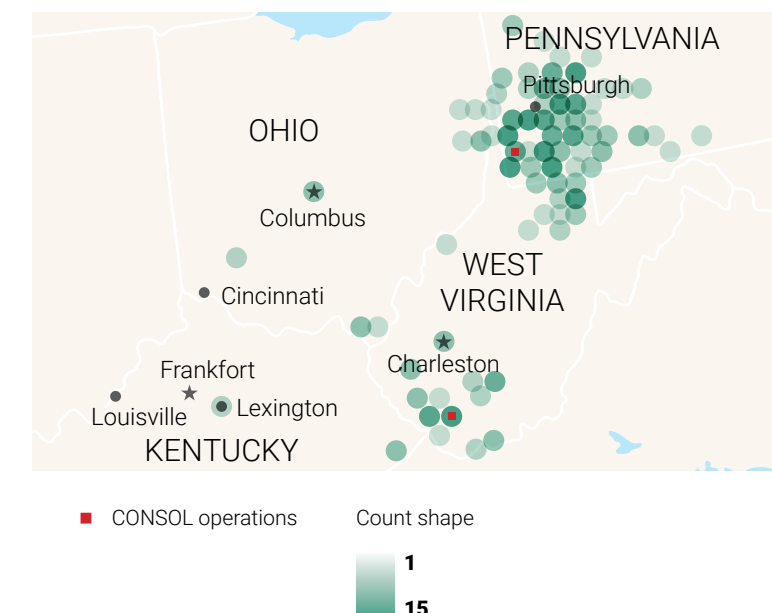 PENNSYLVANIA
Pittsburgh
OHIO
Columbus
WEST
VIRGINIA
Cincinnati
Charleston
Frankfort
Lexington
Louisville
KENTUCKY
CONSOL operations
Count shape
1
15